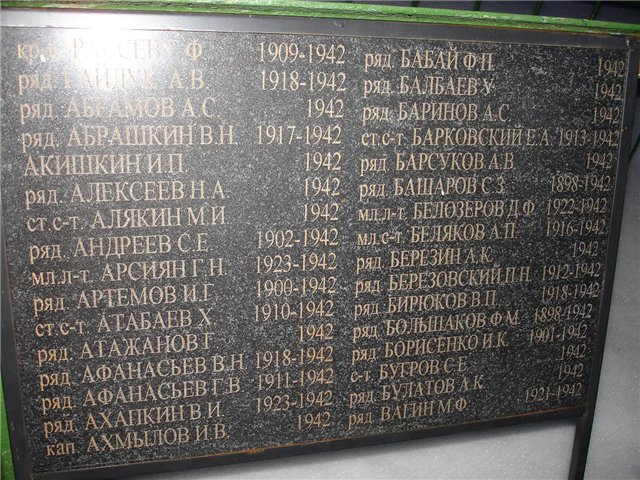 Г.Ф 1909-1942
ряд. А.В. 1918-1942
ряд. АБРАМОВ А.С 1942
ряд. АБРАШКИН В.Н. 1917-1942
АКИШКИН И.П. 1942
ряд. АЛЕКСЕЕВ Н.А 1942
ст.с-т. АЛЯКИН М.И 1942
ряд. АНДРЕЕВ С.Е 1902-1942
мл.л-т. АРСИЯН Г.Н. 1923-1942
ряд. АРТЕМОВ И.Г 1900-1942
ст.с-т. АТАБАЕВ Х 1910-1942
ряд. АТАЖАНОВ Г 1942
ряд. АФАНАСЬЕВ В.Н 1918-1942
ряд. АФАНАСЬЕВ Г.В 1911-1942
ряд. АХАПКИН В.И 1923-1942
кап. АХМЫЛОВ И.В. 1942
ряд. БАБАЙ Ф.П 1942
ряд. БАЛБАЕВ У 1942
ряд. БАРИНОВ А.С 1942
ст.с-т. БАРКОВСКИЙ Е.А 1913-1942
ряд. БАРСУКОВ А.В 1942
ряд. БАШАРОВ С.З. 1898-1942
мл.л-т. БЕЛОЗЕРОВ Д.Ф 1922-1942
мл.с-т. БЕЛЯКОВ А.П 1916-1942
ряд. БЕРЕЗИН А.К 1942
ряд. БЕРЕЗОВСКИЙ П.Н 1912-1942
ряд. БИРЮКОВ В.П 1918-1942
ряд. БОЛЬШАКОВ Ф.М. 1898-1942
ряд. БОРИСЕНКО И.К. 1901-1942
с-т. БУГРОВ С.Е 1942
ряд. БУЛАТОВ А.К 1942
ряд. ВАГИН М.Ф 1921-1942